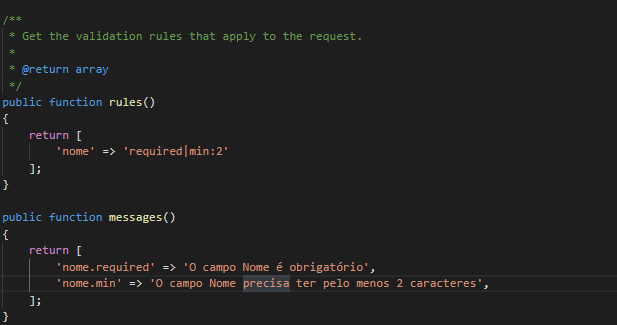 /**
 * Get the validation rules that apply to the request.
 *
 * @return array
 */
public function rules()
{
    return [
        'nome' => 'required|min:2'
    ];
}
public function messages()
{
    return [
        'nome.required' => 'O campo Nome é obrigatório',
        'nome.min' => 'O campo Nome precisa ter pelo menos 2 caracteres',
    ];
}